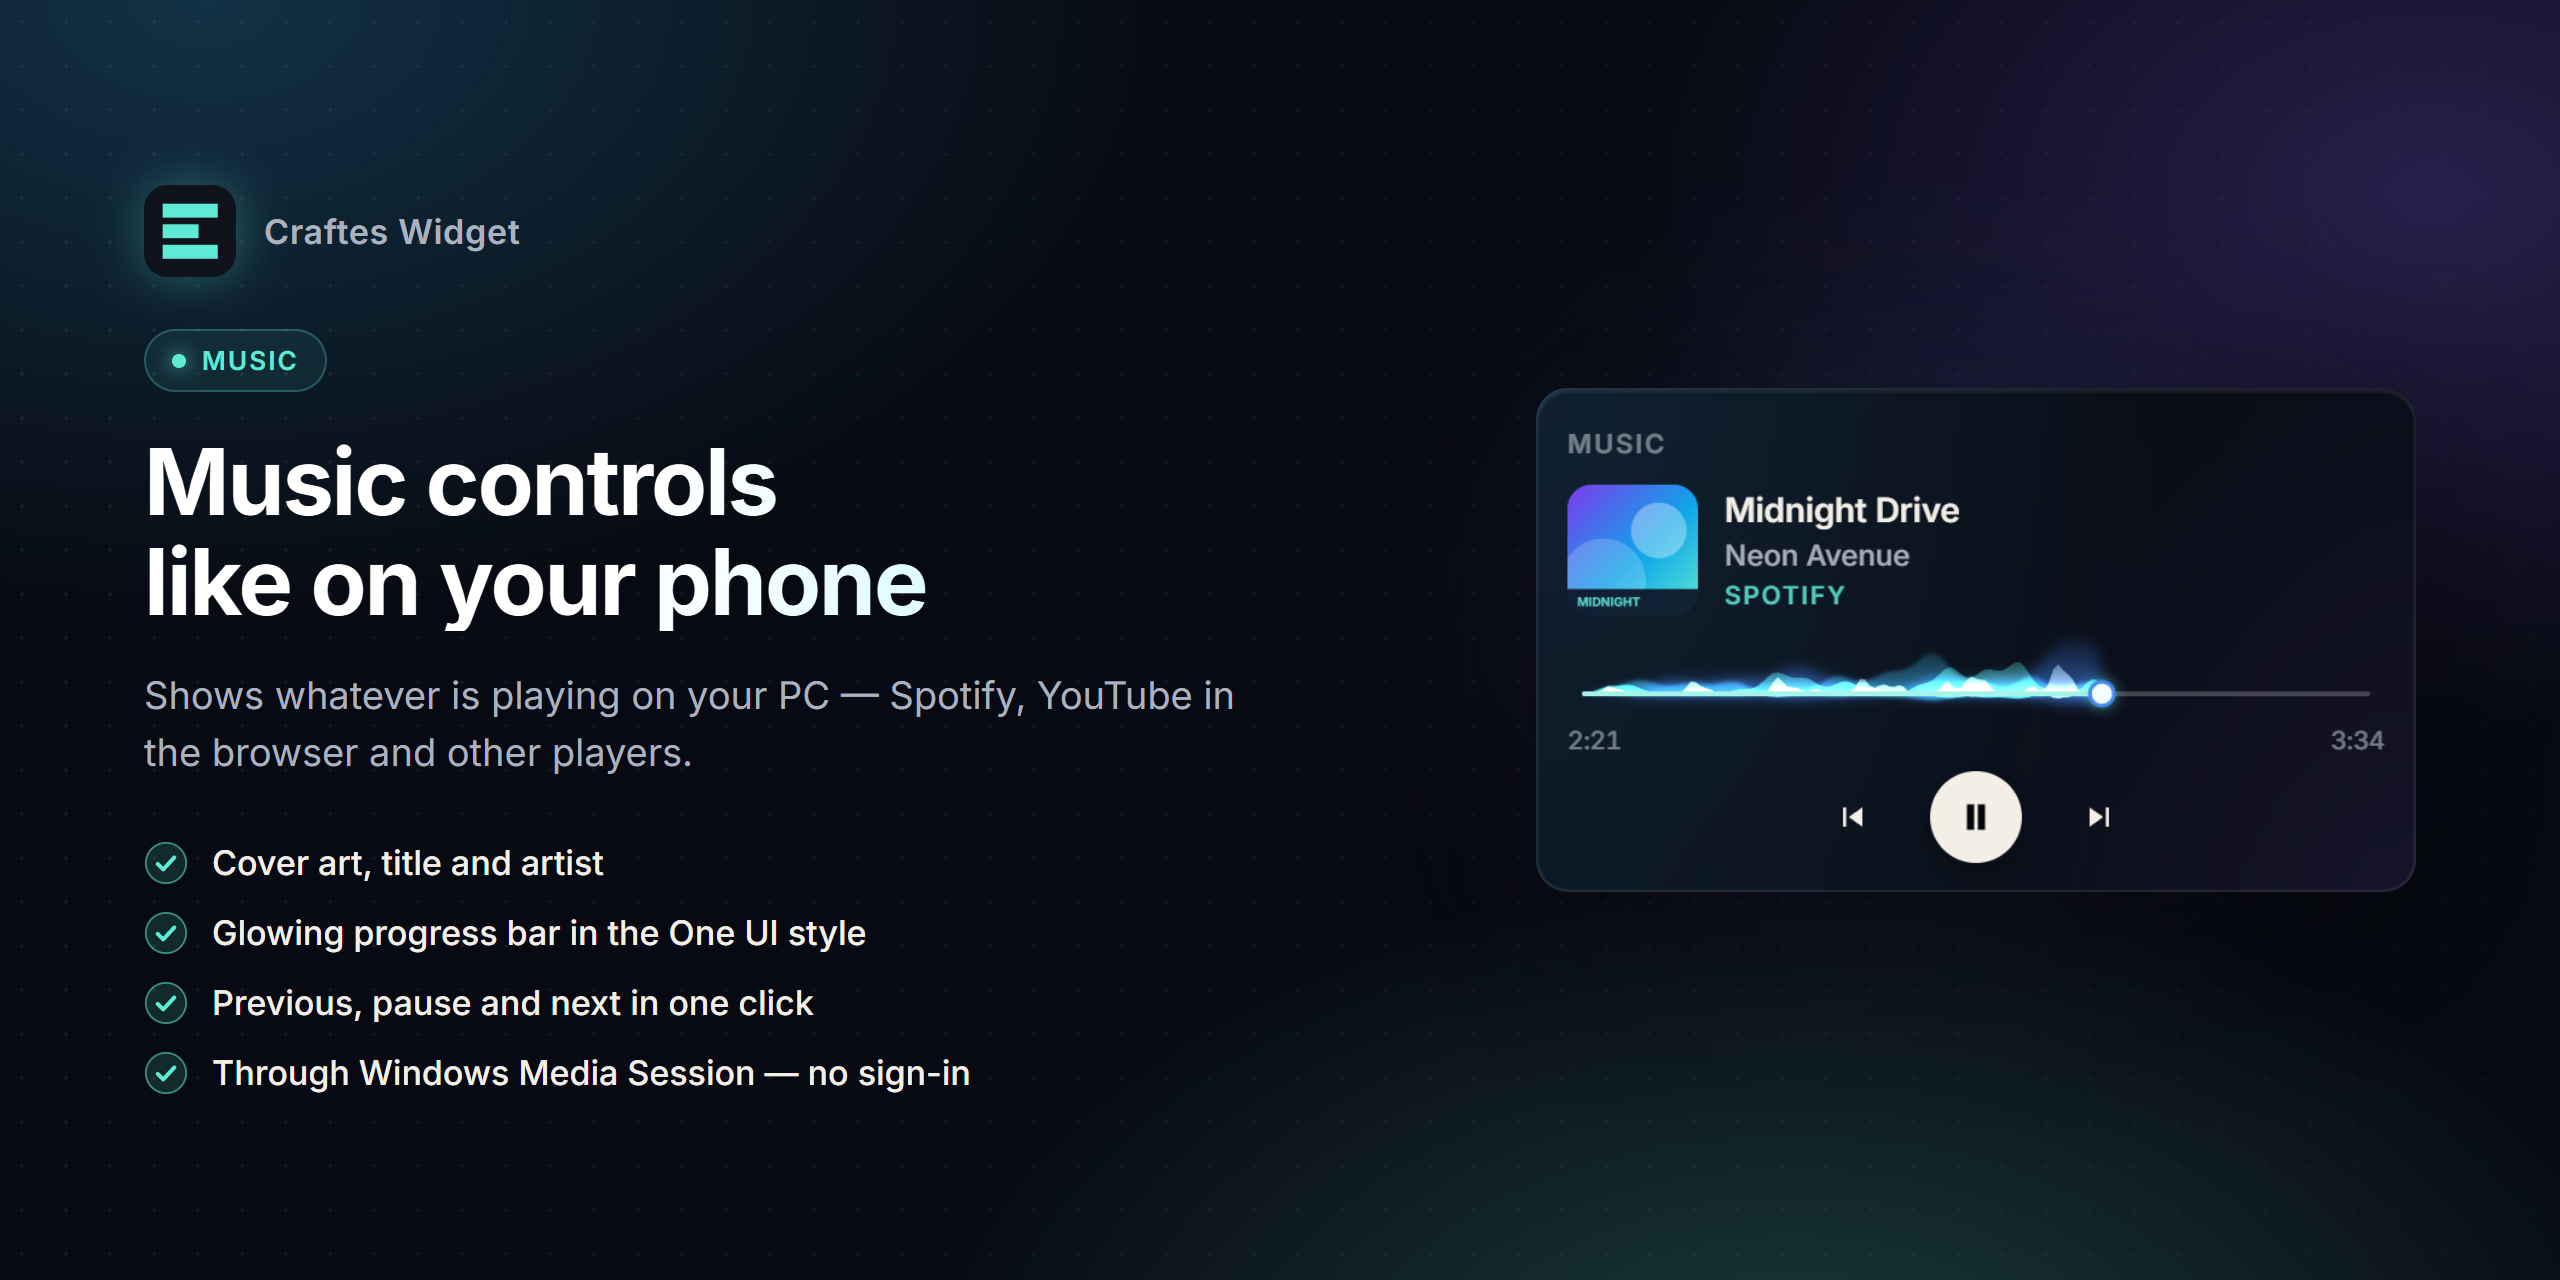 Craftes Widget
MUSIC
Music controls
like on your phone
Shows whatever is playing on your PC — Spotify, YouTube in
the browser and other players.
Cover art, title and artist
Glowing progress bar in the One UI style
Previous, pause and next in one click
Through Windows Media Session — no sign-in
MUSIC
MIDNIGHT
Midnight Drive
Neon Avenue
SPOTIFY
2:21
3:34